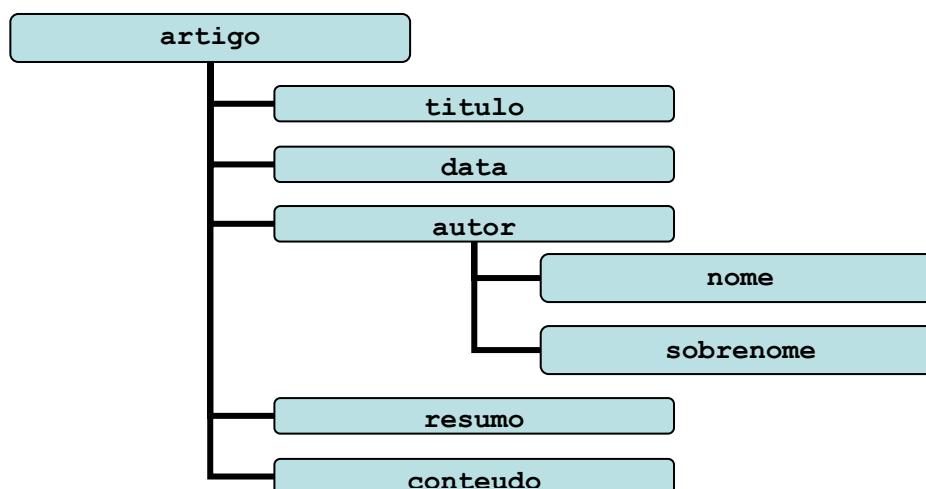 artigo
titulo
data
autor
nome
sobrenome
resumo
conteudo